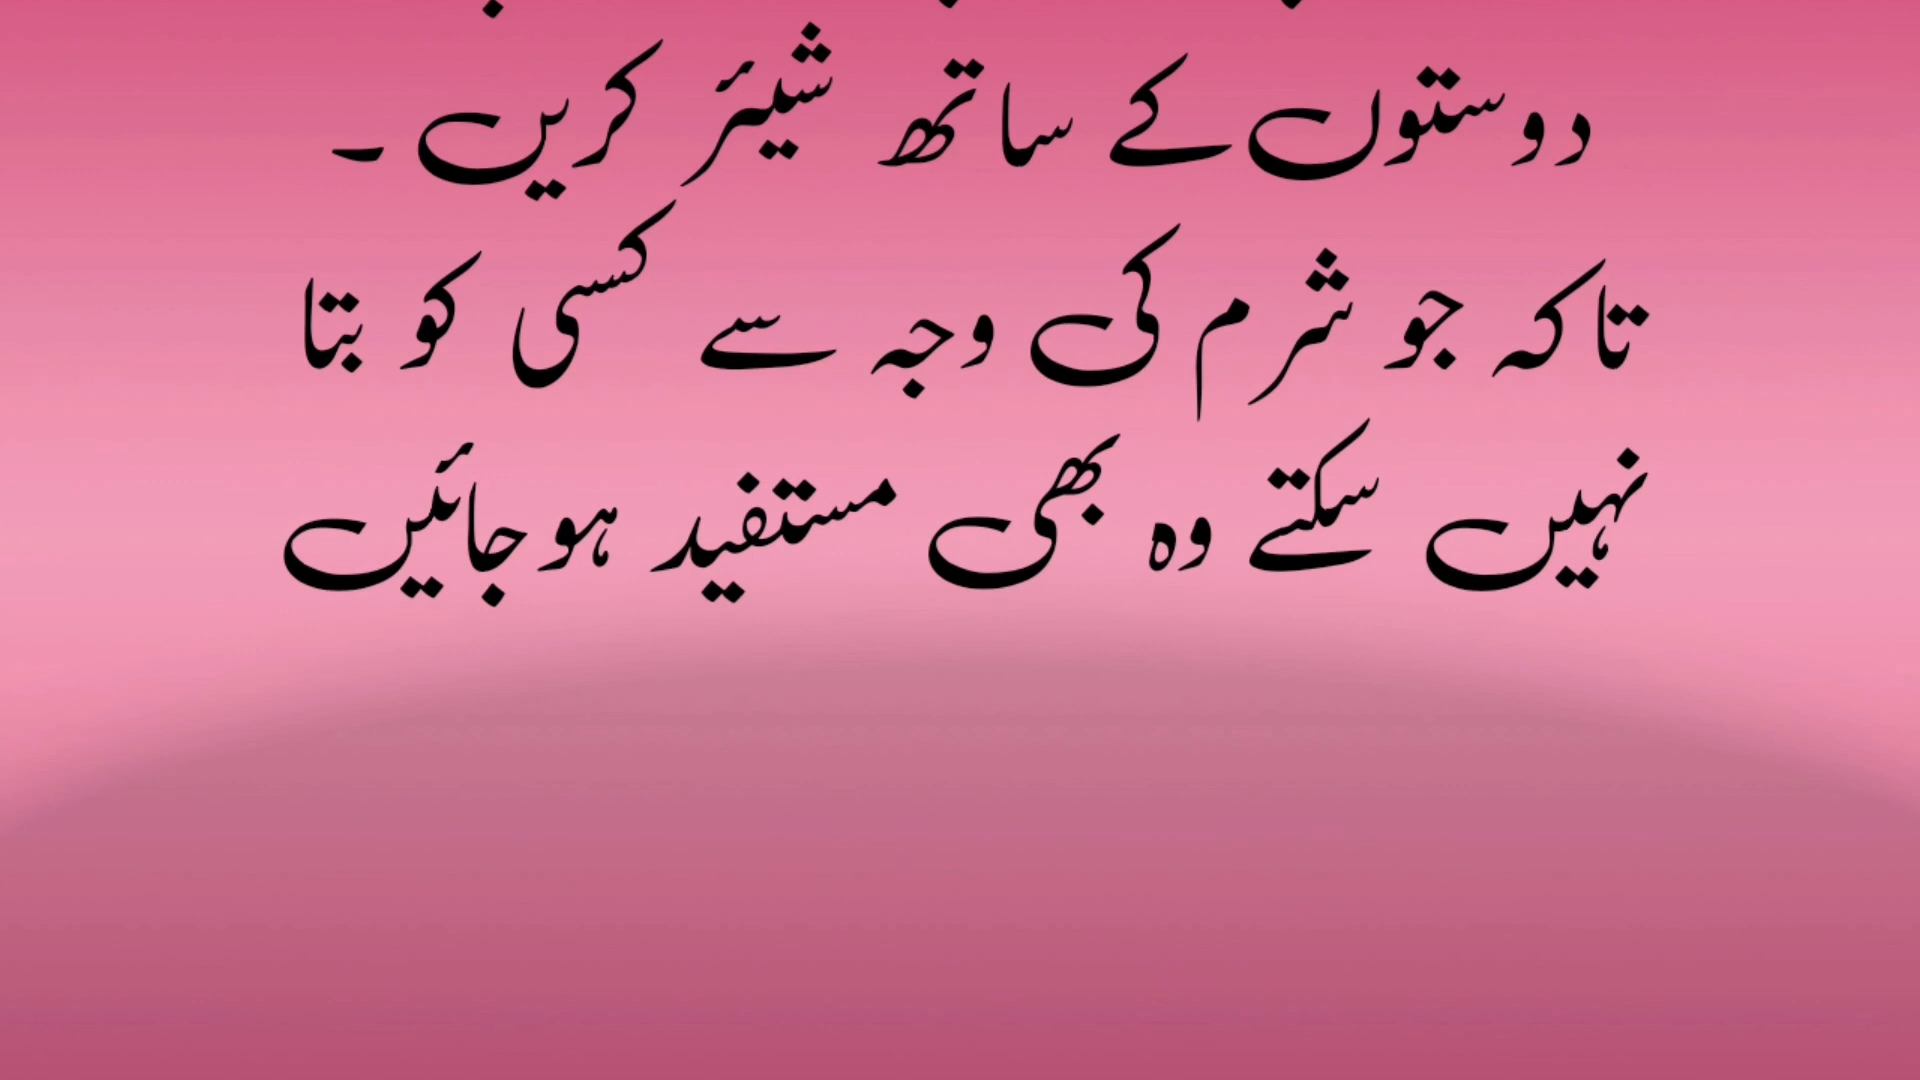 دوستوں کے ساتھ شیئر کریں ۔
تاکہ جو شرم کی وجہ سے کسی کو بتا
نہیں سکتے وہ بھی مستفید ہو جائیں